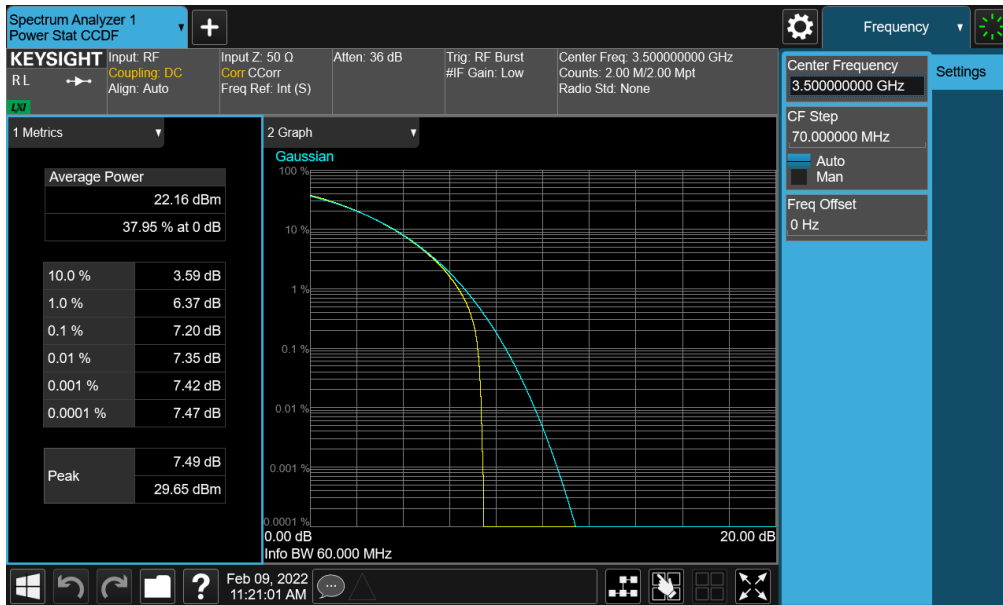 Spectrum Analyzer 1
Power Stat CCDF
Frequency
KEYSIGHT
RL
LXI
Input: RF
Coupling: DC
Align: Auto
Input Z: 50 Ω
Corr CCorr
Freq Ref: Int (S)
Atten: 36 dB
Trig: RF Burst
#IF Gain: Low
Center Freq: 3.500000000 GHz
Counts: 2.00 M/2.00 Mpt
Radio Std: None
Center Frequency
3.500000000 GHz
Settings
CF Step
70.000000 MHz
Auto
Man
Freq Offset
0 Hz
1 Metrics
Average Power
22.16 dBm
37.95 % at 0 dB
10.0 % 3.59 dB
1.0 % 6.37 dB
0.1 % 7.20 dB
0.01 % 7.35 dB
0.001 % 7.42 dB
0.0001 % 7.47 dB
Peak
7.49 dB
29.65 dBm
2 Graph
Gaussian
100 %
10 %
1 %
0.1 %
0.01 %
0.001 %
0.0001 %
0.00 dB 20.00 dB
Info BW 60.000 MHz
?
Feb 09, 2022
11:21:01 AM